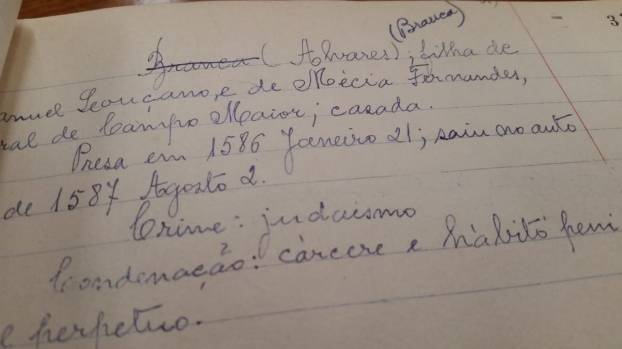 (Branca)
Branca (Alvares); filha de
anuel Louçano, e de Mécia Fernandes,
ral de Campo Maior; casada.
Presa em 1586 Janeiro 21; saiu no auto
de 1587 Agosto 2.
Crime: judaismo
Condenação: cárcere e hábito peni
e perpetuo.